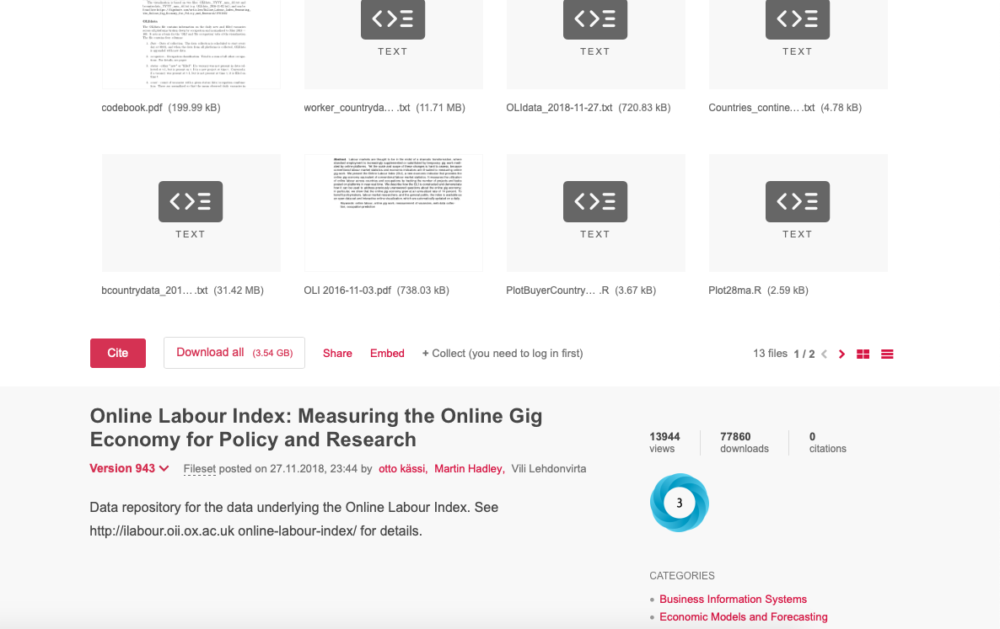 OLIdata
TEXT
TEXT
TEXT
codebook.pdf (199.99 kB)
worker_countryda... .txt (11.71 MB)
OLIdata_2018-11-27.txt (720.83 kB)
Countries_contine... .txt (4.78 kB)
TEXT
TEXT
TEXT
bcountrydata_201... .txt (31.42 MB)
OLI 2016-11-03.pdf (738.03 kB)
PlotBuyerCountry... .R (3.67 kB)
Plot28ma.R (2.59 kB)
Cite
Download all (3.54 GB)
Share
Embed
+ Collect (you need to log in first)
13 files 1 / 2
Online Labour Index: Measuring the Online Gig
Economy for Policy and Research
Version 943
Fileset posted on 27.11.2018, 23:44 by otto kässi, Martin Hadley, Vili Lehdonvirta
Data repository for the data underlying the Online Labour Index. See
http://ilabour.oii.ox.ac.uk online-labour-index/ for details.
13944
views
77860
downloads
0
citations
3
CATEGORIES
Business Information Systems
Economic Models and Forecasting